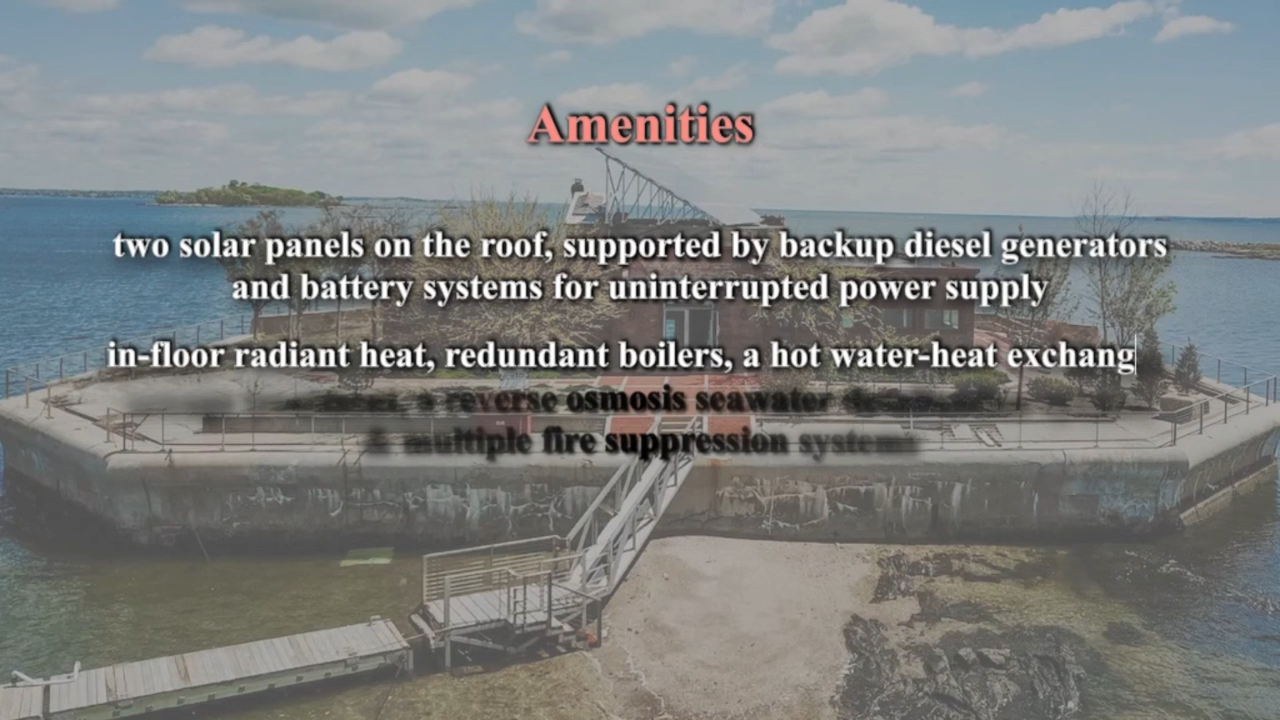 Amenities
two solar panels on the roof, supported by backup diesel generators
and battery systems for uninterrupted power supply
in-floor radiant heat, redundant boilers, a hot water-heat exchang
a reverse osmosis seawater
& multiple fire suppression systems